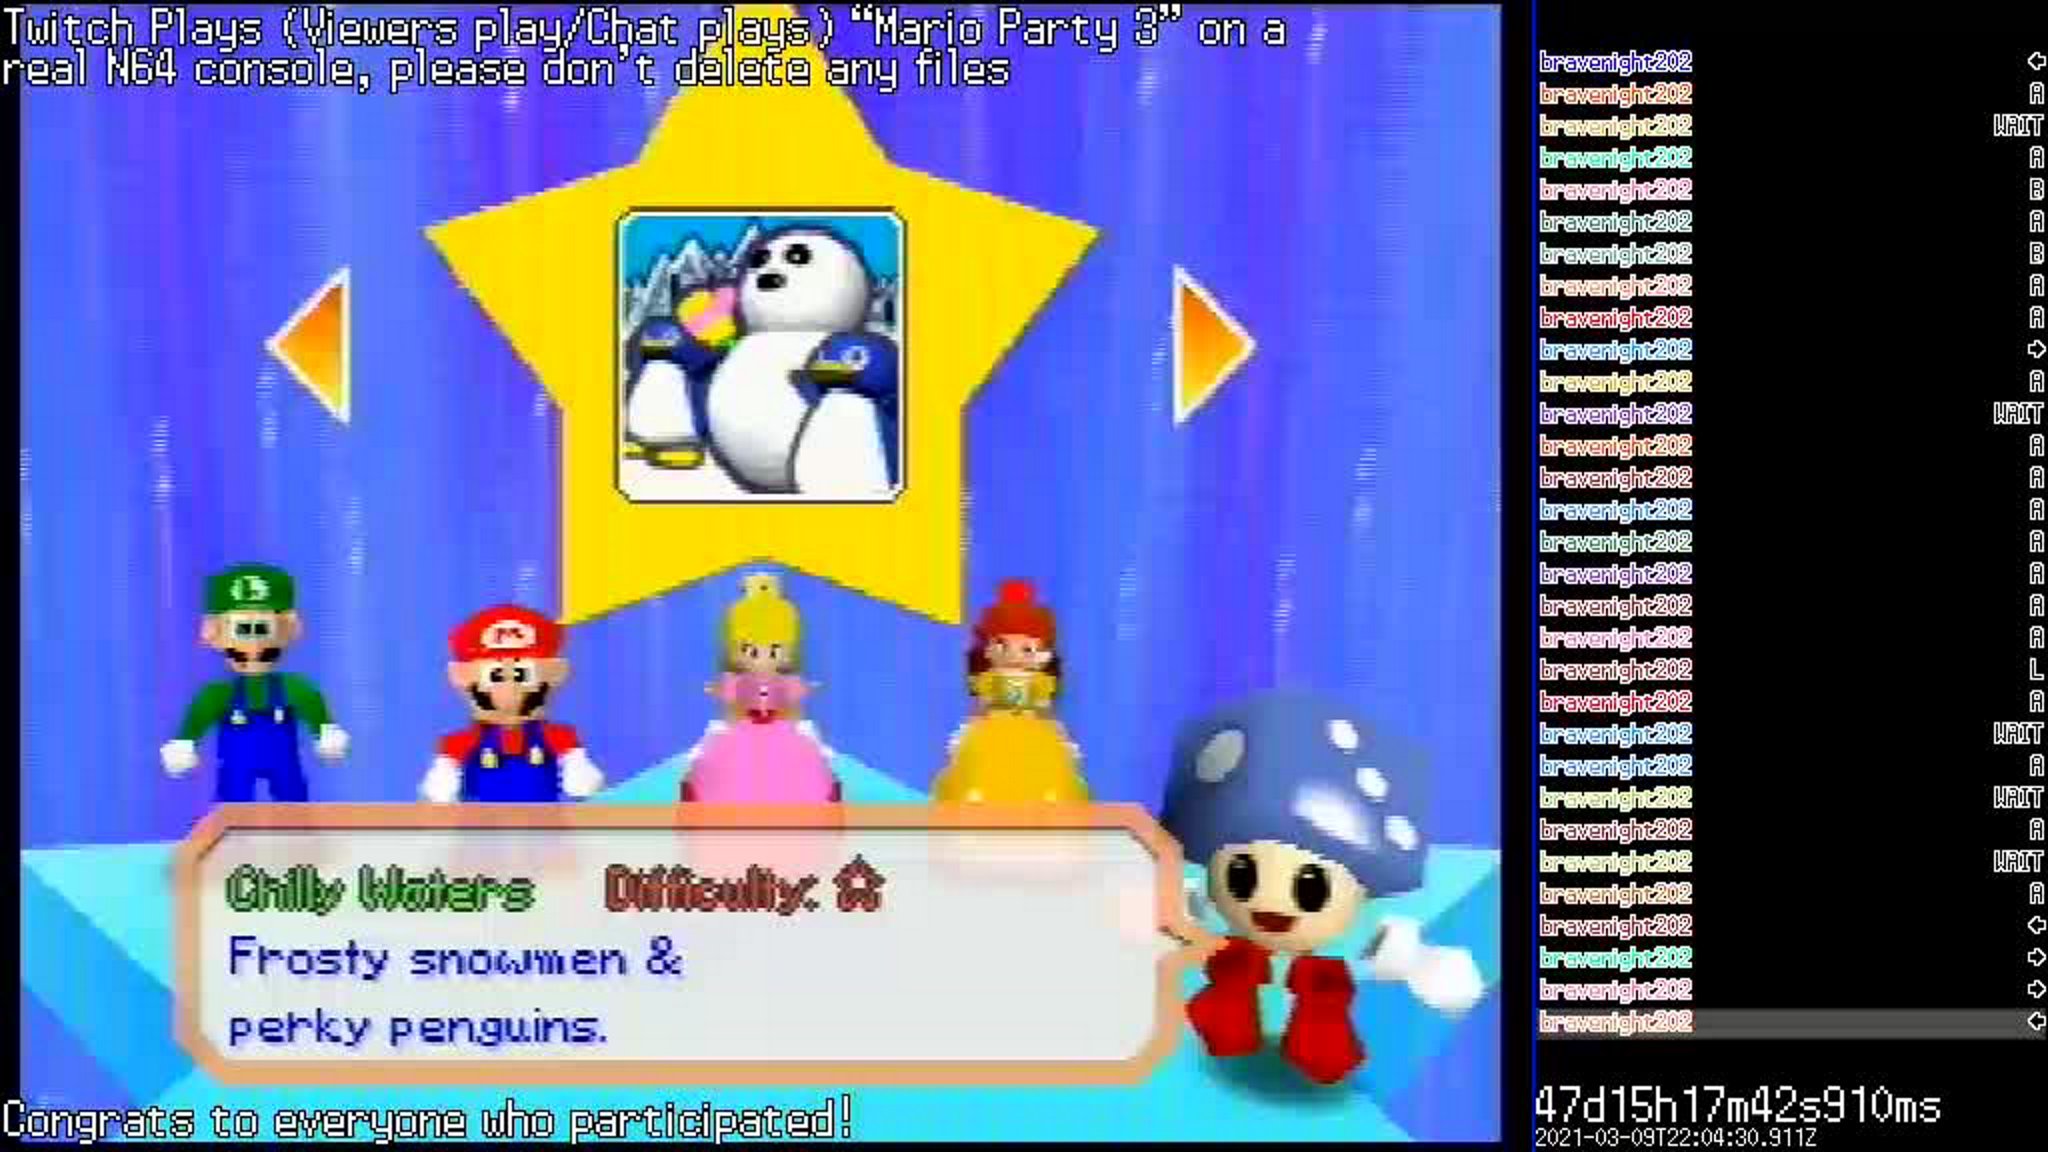 Twitch Plays (Viewers play/Chat plays) “Mario Party 3” on a
real N64 console, please don’t delete any files
Chilly Waters Difficulty: ☆
Frosty snowmen &
perky penguins.
Congrats to everyone who participated!
bravenight202 ←
bravenight202 A
bravenight202 WAIT
bravenight202 A
bravenight202 B
bravenight202 A
bravenight202 B
bravenight202 A
bravenight202 A
bravenight202 →
bravenight202 A
bravenight202 WAIT
bravenight202 A
bravenight202 A
bravenight202 A
bravenight202 A
bravenight202 A
bravenight202 A
bravenight202 A
bravenight202 L
bravenight202 A
bravenight202 WAIT
bravenight202 A
bravenight202 WAIT
bravenight202 A
bravenight202 WAIT
bravenight202 A
bravenight202 ←
bravenight202 →
bravenight202 →
bravenight202 ←
47d15h17m42s910ms
2021-03-09T22:04:30.911Z